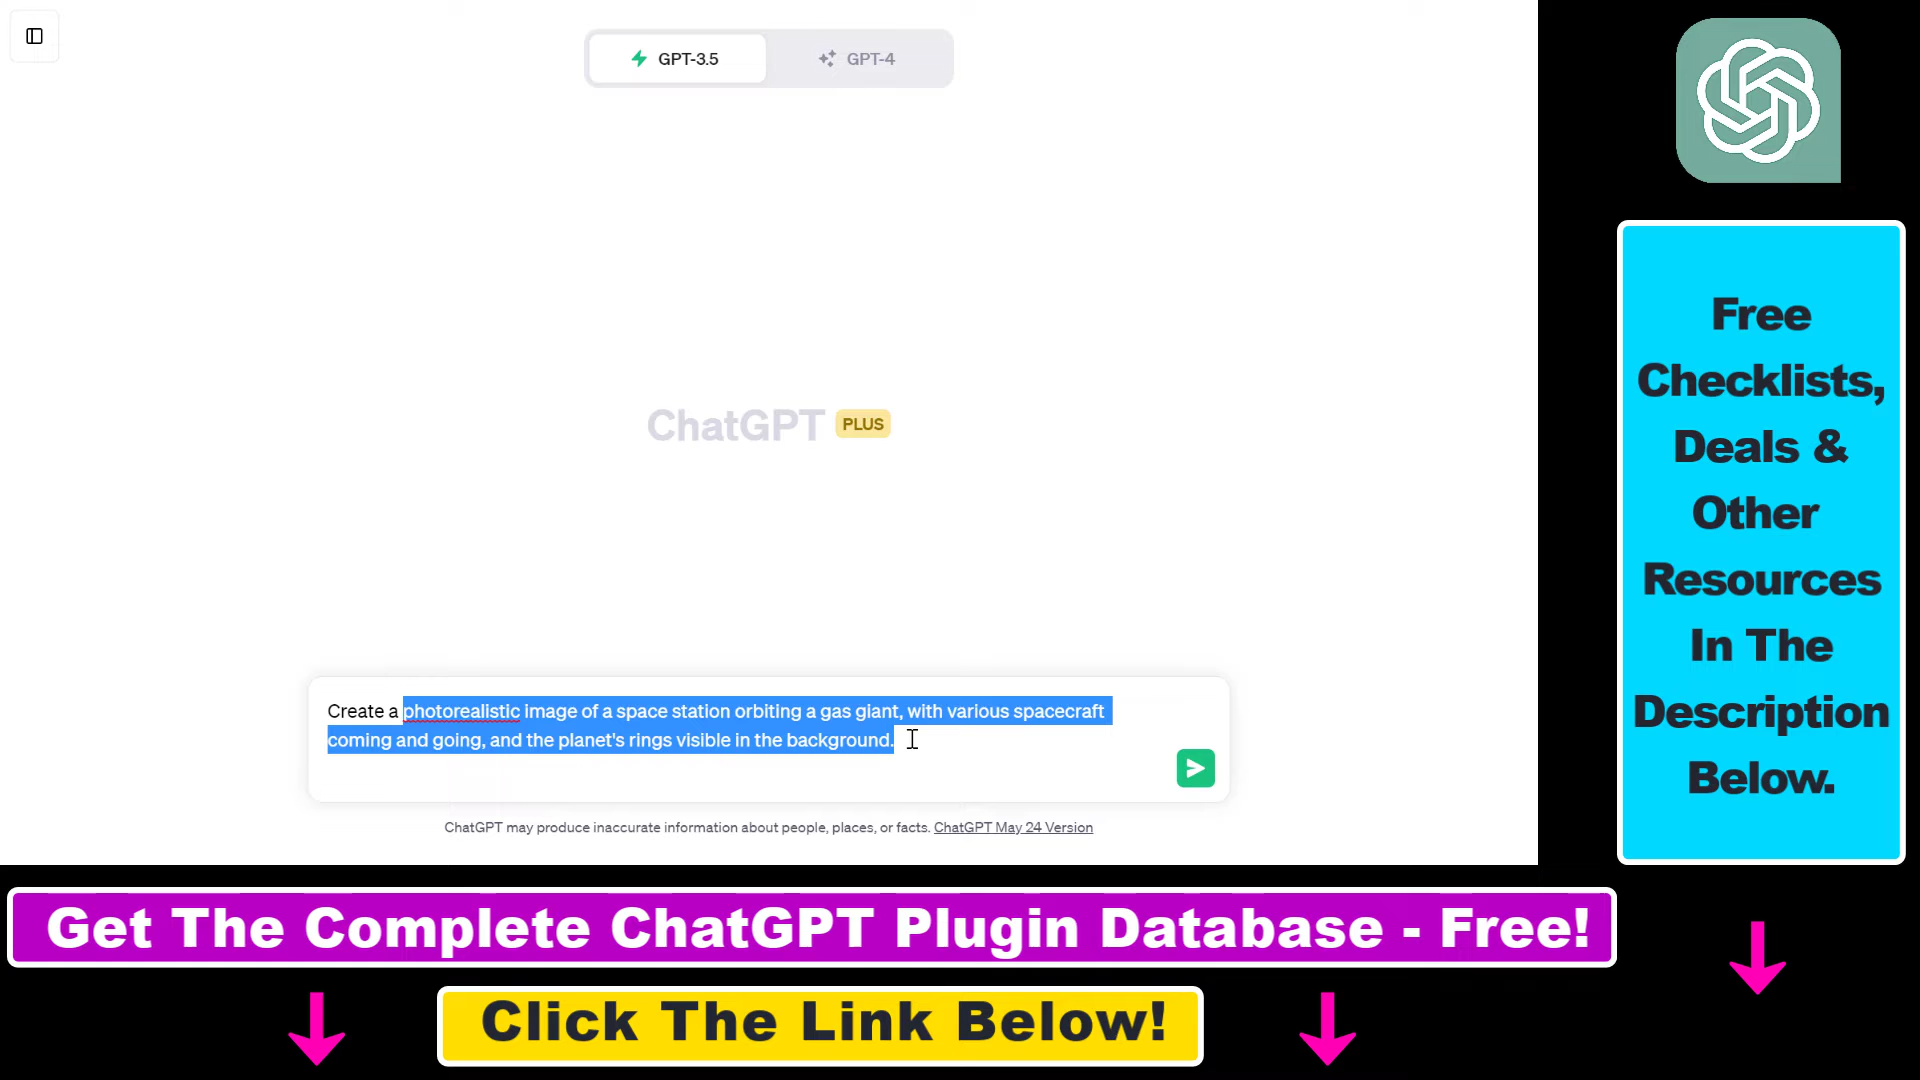 GPT-3.5
GPT-4
ChatGPT PLUS
Create a photorealistic image of a space station orbiting a gas giant, with various spacecraft
coming and going, and the planet's rings visible in the background.
ChatGPT may produce inaccurate information about people, places, or facts. ChatGPT May 24 Version
Free
Checklists,
Deals &
Other
Resources
In The
Description
Below.
Get The Complete ChatGPT Plugin Database - Free!
Click The Link Below!